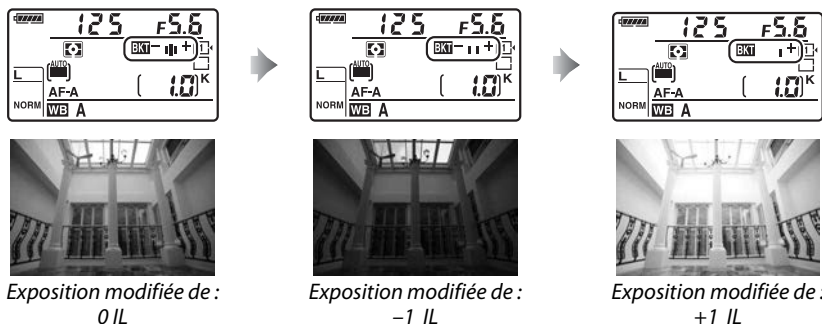 125 F5.6
BKT – +
AUTO
L
AF-A ( 1.0)K
NORM WB A
125 F5.6
BKT – +
AUTO
L
AF-A ( 1.0)K
NORM WB A
125 F5.6
BKT +
AUTO
L
AF-A ( 1.0)K
NORM WB A
Exposition modifiée de :
0 IL
Exposition modifiée de :
–1 IL
Exposition modifiée de :
+1 IL